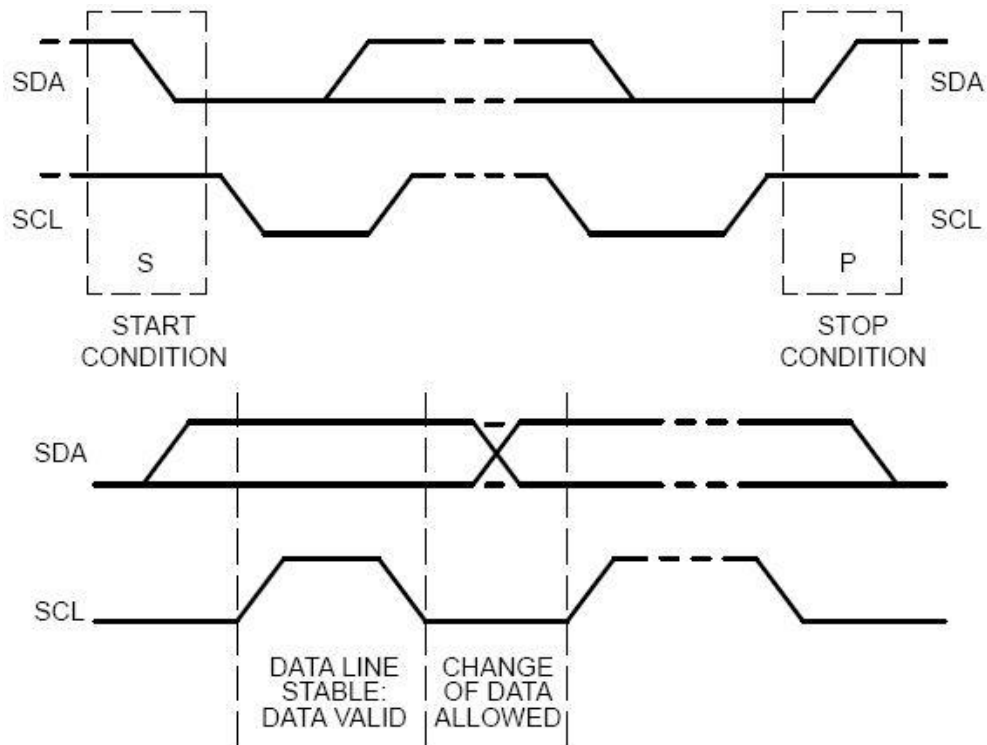 SDA
SDA
SCL
SCL
S
P
START
CONDITION
STOP
CONDITION
SDA
SCL
DATA LINE
STABLE:
DATA VALID
CHANGE
OF DATA
ALLOWED